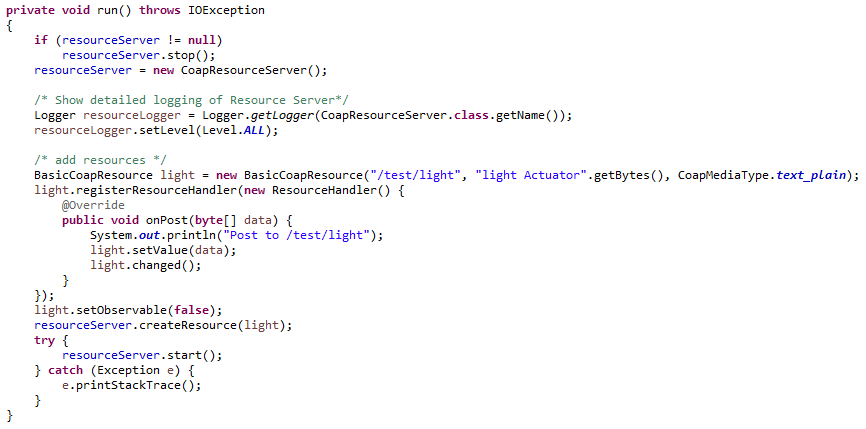 private void run() throws IOException
{
    if (resourceServer != null)
        resourceServer.stop();
    resourceServer = new CoapResourceServer();

    /* Show detailed logging of Resource Server*/
    Logger resourceLogger = Logger.getLogger(CoapResourceServer.class.getName());
    resourceLogger.setLevel(Level.ALL);

    /* add resources */
    BasicCoapResource light = new BasicCoapResource("/test/light", "light Actuator".getBytes(), CoapMediaType.text_plain);
    light.registerResourceHandler(new ResourceHandler() {
        @Override
        public void onPost(byte[] data) {
            System.out.println("Post to /test/light");
            light.setValue(data);
            light.changed();
        }
    });
    light.setObservable(false);
    resourceServer.createResource(light);
    try {
        resourceServer.start();
    } catch (Exception e) {
        e.printStackTrace();
    }
}